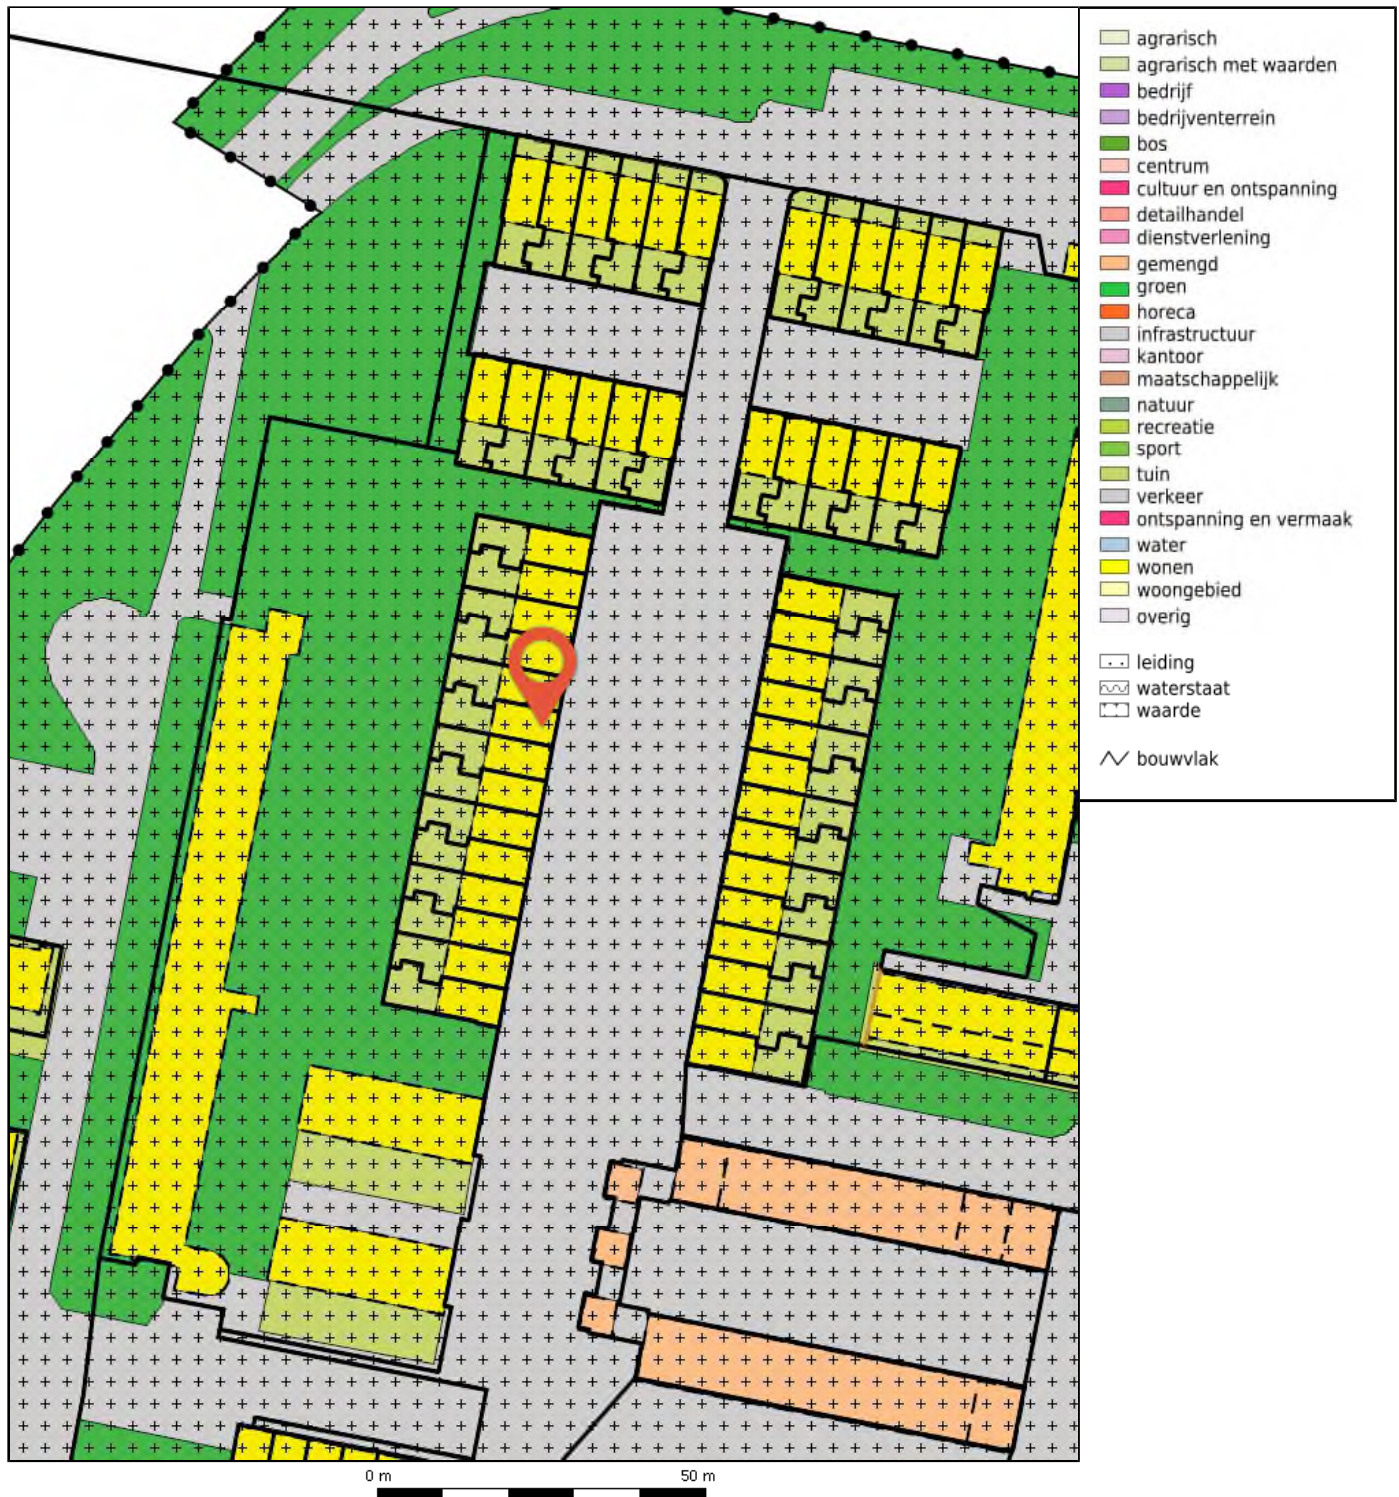 agrarisch
agrarisch met waarden
bedrijf
bedrijventerrein
bos
centrum
cultuur en ontspanning
detailhandel
dienstverlening
gemengd
groen
horeca
infrastructuur
kantoor
maatschappelijk
natuur
recreatie
sport
tuin
verkeer
ontspanning en vermaak
water
wonen
woongebied
overig
leiding
waterstaat
waarde
bouwvlak
0 m 50 m